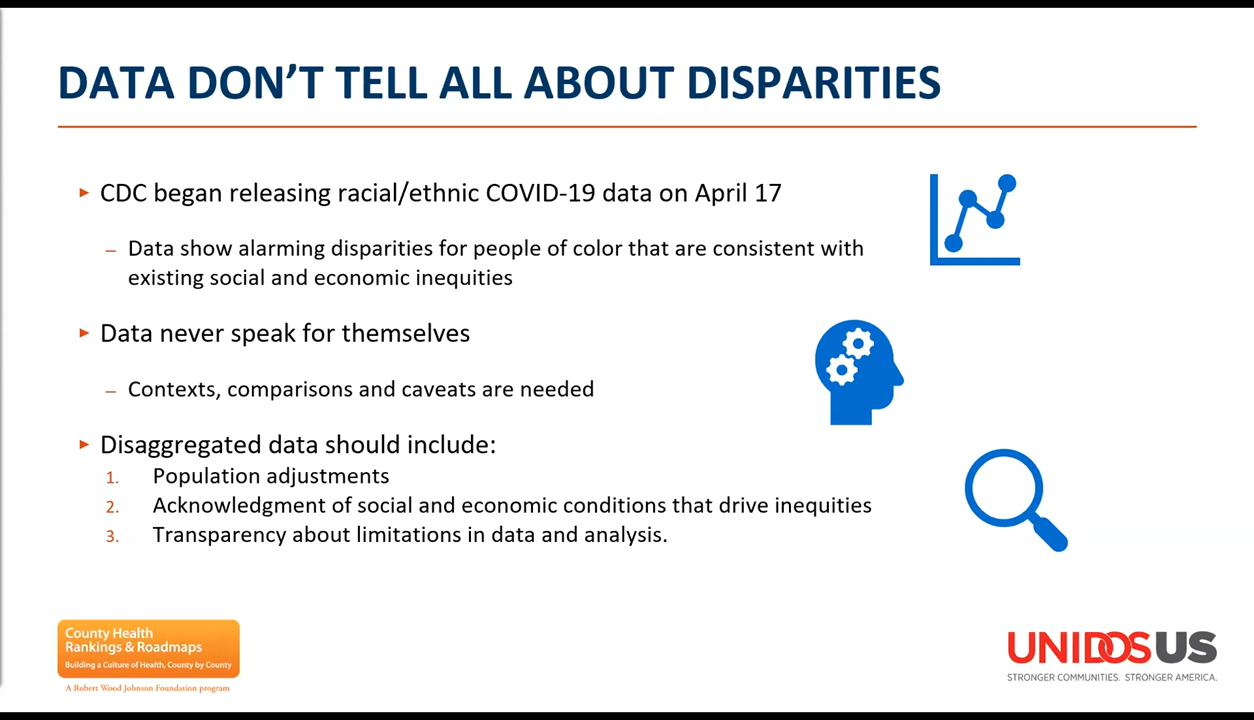 DATA DON'T TELL ALL ABOUT DISPARITIES
▸ CDC began releasing racial/ethnic COVID-19 data on April 17
– Data show alarming disparities for people of color that are consistent with
existing social and economic inequities
▸ Data never speak for themselves
– Contexts, comparisons and caveats are needed
▸ Disaggregated data should include:
1. Population adjustments
2. Acknowledgment of social and economic conditions that drive inequities
3. Transparency about limitations in data and analysis.
County Health
Rankings & Roadmaps
Building a Culture of Health, County by County
A Robert Wood Johnson Foundation program
UNIDOSUS
STRONGER COMMUNITIES. STRONGER AMERICA.